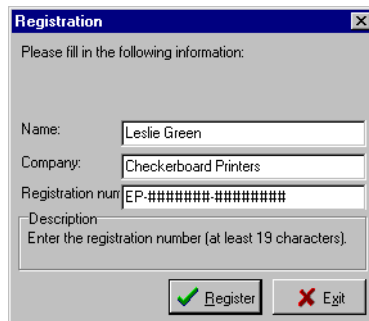 Registration
Please fill in the following information:
Name: Leslie Green
Company: Checkerboard Printers
Registration num EP-#######-########
Description
Enter the registration number (at least 19 characters).
Register Exit